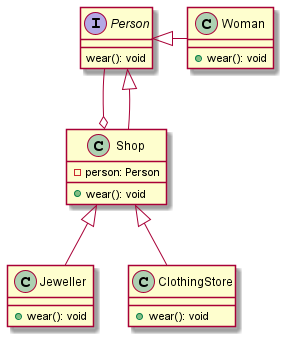 I Person
wear(): void
C Woman
wear(): void
C Shop
person: Person
wear(): void
C Jeweller
wear(): void
C ClothingStore
wear(): void